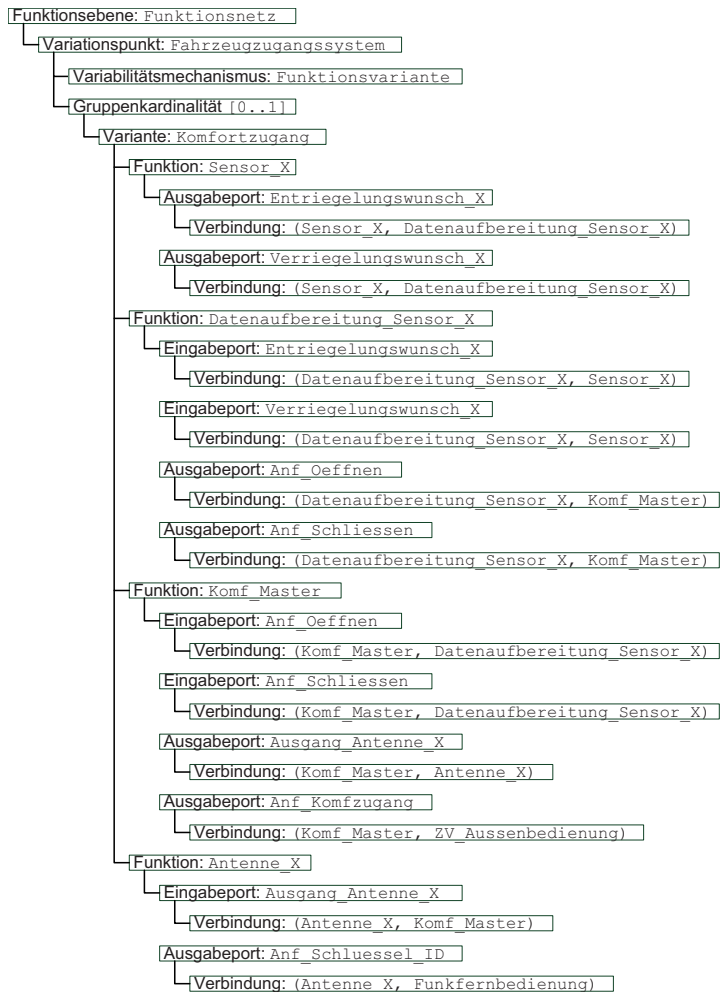 Funktionsebene: Funktionsnetz
Variationspunkt: Fahrzeugzugangssystem
Variabilitätsmechanismus: Funktionsvariante
Gruppenkardinalität [0..1]
Variante: Komfortzugang
Funktion: Sensor_X
Ausgabeport: Entriegelungswunsch_X
Verbindung: (Sensor_X, Datenaufbereitung_Sensor_X)
Ausgabeport: Verriegelungswunsch_X
Verbindung: (Sensor_X, Datenaufbereitung_Sensor_X)
Funktion: Datenaufbereitung_Sensor_X
Eingabeport: Entriegelungswunsch_X
Verbindung: (Datenaufbereitung_Sensor_X, Sensor_X)
Eingabeport: Verriegelungswunsch_X
Verbindung: (Datenaufbereitung_Sensor_X, Sensor_X)
Ausgabeport: Anf_Oeffnen
Verbindung: (Datenaufbereitung_Sensor_X, Komf_Master)
Ausgabeport: Anf_Schliessen
Verbindung: (Datenaufbereitung_Sensor_X, Komf_Master)
Funktion: Komf_Master
Eingabeport: Anf_Oeffnen
Verbindung: (Komf_Master, Datenaufbereitung_Sensor_X)
Eingabeport: Anf_Schliessen
Verbindung: (Komf_Master, Datenaufbereitung_Sensor_X)
Ausgabeport: Ausgang_Antenne_X
Verbindung: (Komf_Master, Antenne_X)
Ausgabeport: Anf_Komfzugang
Verbindung: (Komf_Master, ZV_Aussenbedienung)
Funktion: Antenne_X
Eingabeport: Ausgang_Antenne_X
Verbindung: (Antenne_X, Komf_Master)
Ausgabeport: Anf_Schluessel_ID
Verbindung: (Antenne_X, Funkfernbedienung)